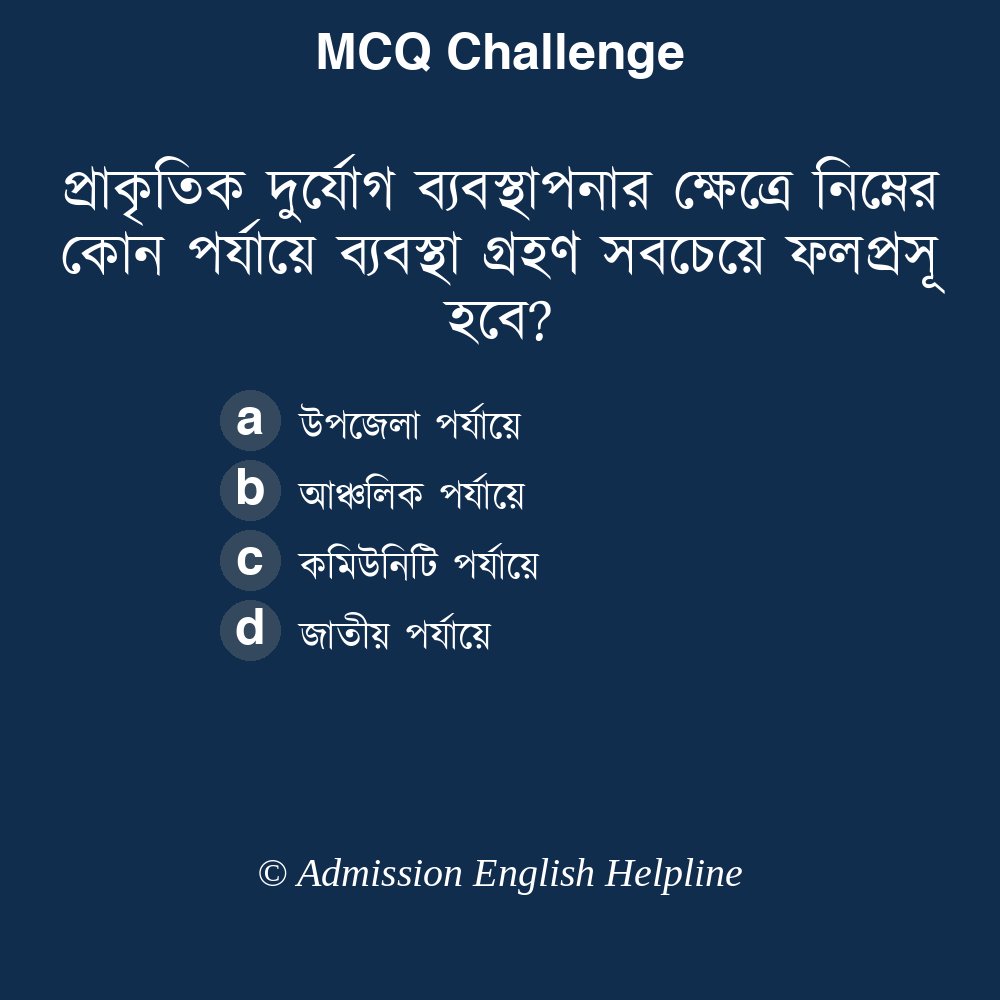 MCQ Challenge
প্রাকৃতিক দুর্যোগ ব্যবস্থাপনার ক্ষেত্রে নিম্নের
কোন পর্যায়ে ব্যবস্থা গ্রহণ সবচেয়ে ফলপ্রসূ
হবে?
a উপজেলা পর্যায়ে
b আঞ্চলিক পর্যায়ে
c কমিউনিটি পর্যায়ে
d জাতীয় পর্যায়ে
© Admission English Helpline